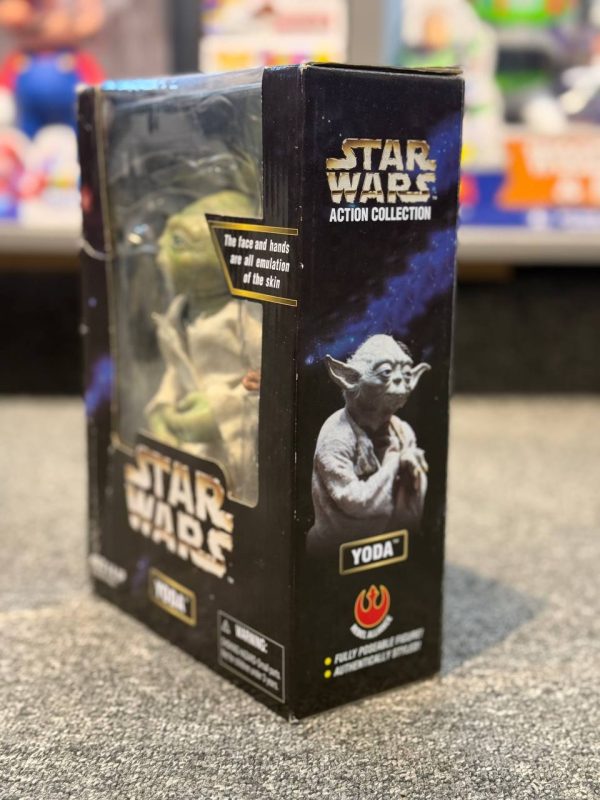 The face and hands
are all emulation
of the skin
STAR
WARS
YODA
WARNING:
STAR
WARS
ACTION COLLECTION
YODA™
FULLY POSEABLE FIGURE!
AUTHENTICALLY STYLED!